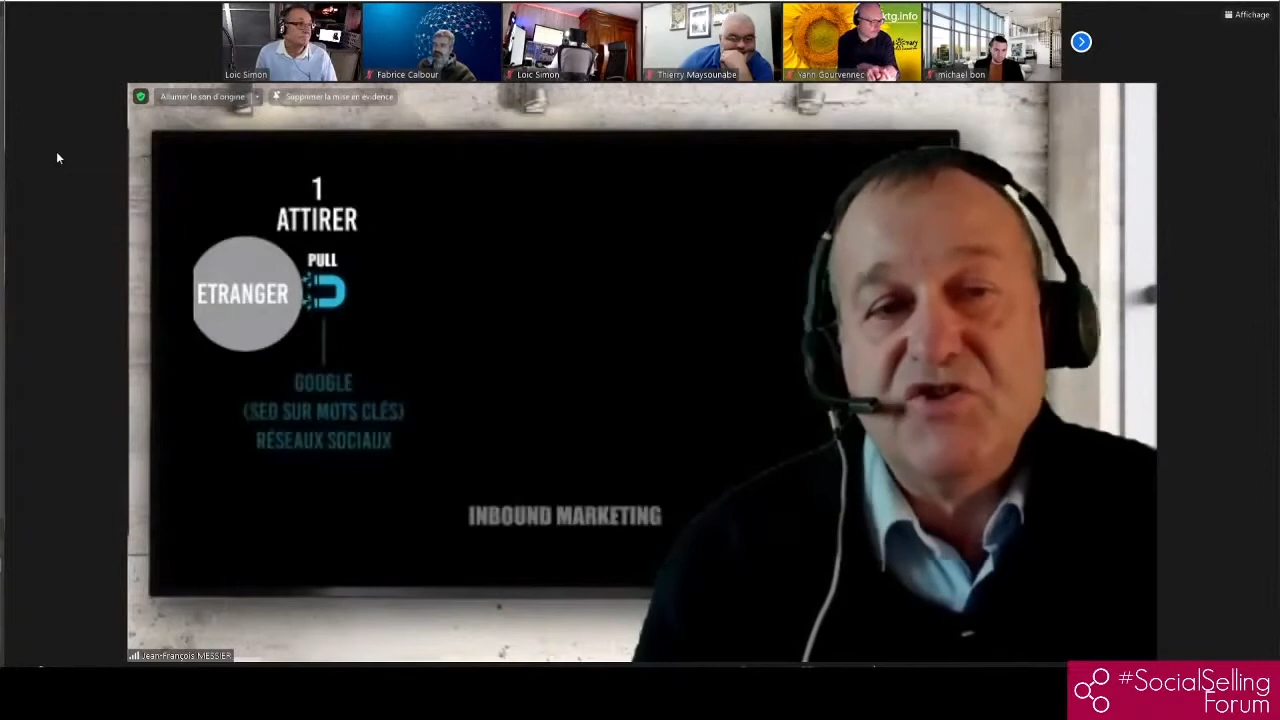 Affichage
ktg.info
Loic Simon
Fabrice Calbour
Loic Simon
Thierry Maysounabe
Yann Gourvennec
michael bon
Allumer le son d'origine
Supprimer la mise en évidence
1
ATTIRER
PULL
ETRANGER
GOOGLE
(SEO SUR MOTS CLÉS)
RÉSEAUX SOCIAUX
INBOUND MARKETING
Jean-François MESSIER
#SocialSelling
Forum